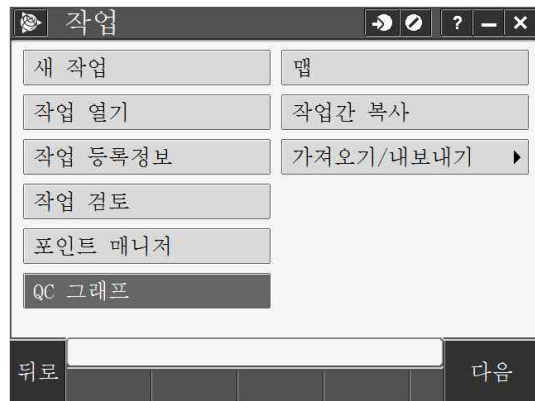 작업 ? – ×
새 작업
작업 열기
작업 등록정보
작업 검토
포인트 매니저
QC 그래프
맵
작업간 복사
가져오기/내보내기
뒤로
다음